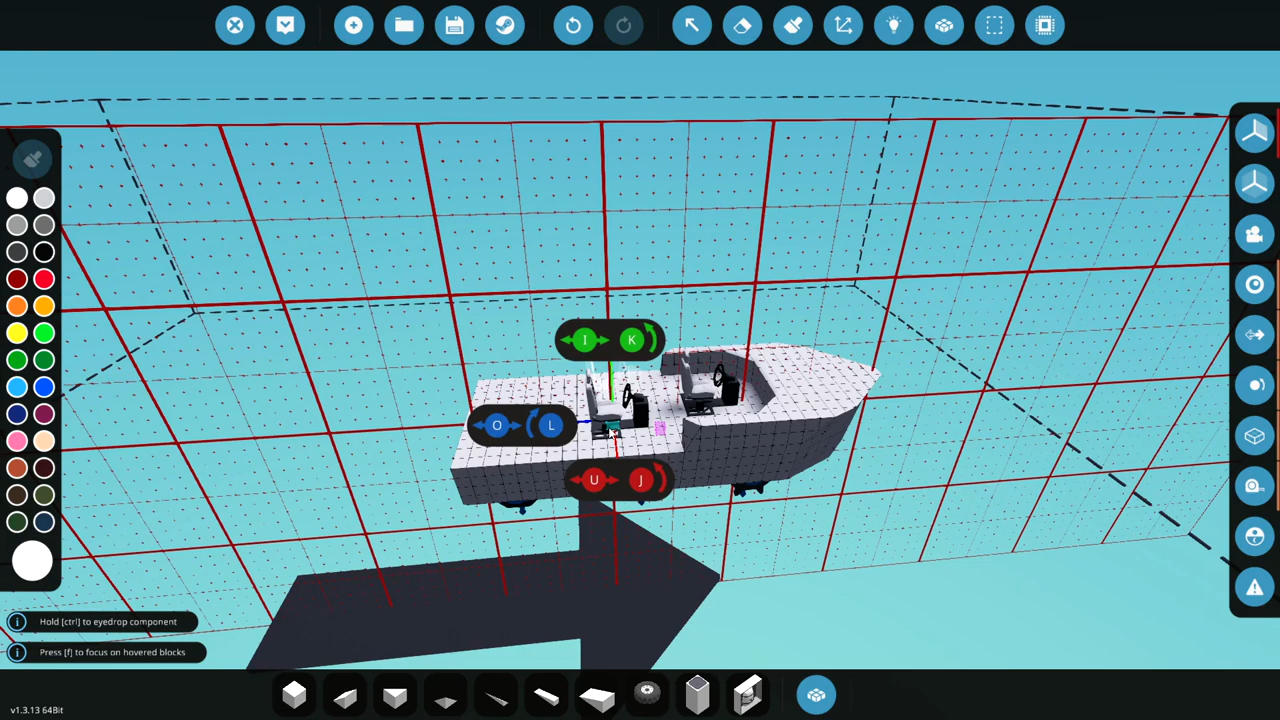 I K
O L
U J
Hold [ctrl] to eyedrop component
Press [f] to focus on hovered blocks
v1.3.13 64Bit